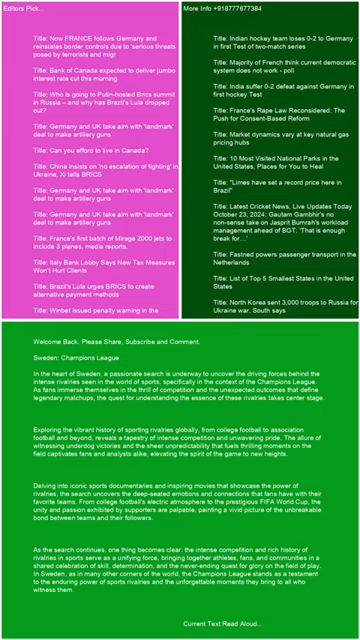 Editors Pick...
Title: Now FRANCE follows Germany and
reinstates border controls due to 'serious threats
posed by terrorists and migr
Title: Bank of Canada expected to deliver jumbo
interest rate cut this morning
Title; Who is going to Putin-hosted Brics summit
in Russia – and why has Brazil's Lula dropped
out?
Title: Germany and UK take aim with 'landmark'
deal to make artillery guns
Title: Can you afford to live in Canada?
Title: China insists on 'no escalation of fighting' in
Ukraine, Xi tells BRICS
Title: Germany and UK take aim with 'landmark'
deal to make artillery guns
Title: Germany and UK take aim with 'landmark'
deal to make artillery guns
Title: France's first batch of Mirage 2000 jets to
include 3 planes, media reports
Title: Italy Bank Lobby Says New Tax Measures
Won't Hurt Clients
Title: Brazil's Lula urges BRICS to create
alternative payment methods
Title: Winbet issued penalty warning in the
More Info +918777677384
Title: Indian hockey team loses 0-2 to Germany
in first Test of two-match series
Title: Majority of French think current democratic
system does not work - poll
Title: India suffer 0-2 defeat against Germany in
first hockey Test
Title: France's Rape Law Reconsidered: The
Push for Consent-Based Reform
Title: Market dynamics vary at key natural gas
pricing hubs
Title: 10 Most Visited National Parks in the
United States, Places for You to Heal
Title: "Limes have set a record price here in
Brazil"
Title: Latest Cricket News, Live Updates Today
October 23, 2024: Gautam Gambhir's no
non-sense take on Jasprit Bumrah's workload
management ahead of BGT: 'That is enough
break for…'
Title: Fastned powers passenger transport in the
Netherlands
Title: List of Top 5 Smallest States in the United
States
Title: North Korea sent 3,000 troops to Russia for
Ukraine war, South says
Welcome Back. Please Share, Subscribe and Comment.
Sweden: Champions League
In the heart of Sweden, a passionate search is underway to uncover the driving forces behind the
intense rivalries seen in the world of sports, specifically in the context of the Champions League.
As fans immerse themselves in the thrill of competition and the unexpected outcomes that define
legendary matchups, the quest for understanding the essence of these rivalries takes center stage.
Exploring the vibrant history of sporting rivalries globally, from college football to association
football and beyond, reveals a tapestry of intense competition and unwavering pride. The allure of
witnessing underdog victories and the sheer unpredictability that fuels thrilling moments on the
field captivates fans and analysts alike, elevating the spirit of the game to new heights.
Delving into iconic sports documentaries and inspiring movies that showcase the power of
rivalries, the search uncovers the deep-seated emotions and connections that fans have with their
favorite teams. From college football's electric atmosphere to the prestigious FIFA World Cup, the
unity and passion exhibited by supporters are palpable, painting a vivid picture of the unbreakable
bond between teams and their followers.
As the search continues, one thing becomes clear: the intense competition and rich history of
rivalries in sports serve as a unifying force, bringing together athletes, fans, and communities in a
shared celebration of skill, determination, and the never-ending quest for glory on the field of play.
In Sweden, as in many other corners of the world, the Champions League stands as a testament
to the enduring power of sports rivalries and the unforgettable moments they bring to all who
witness them.
Current Text Read Aloud...